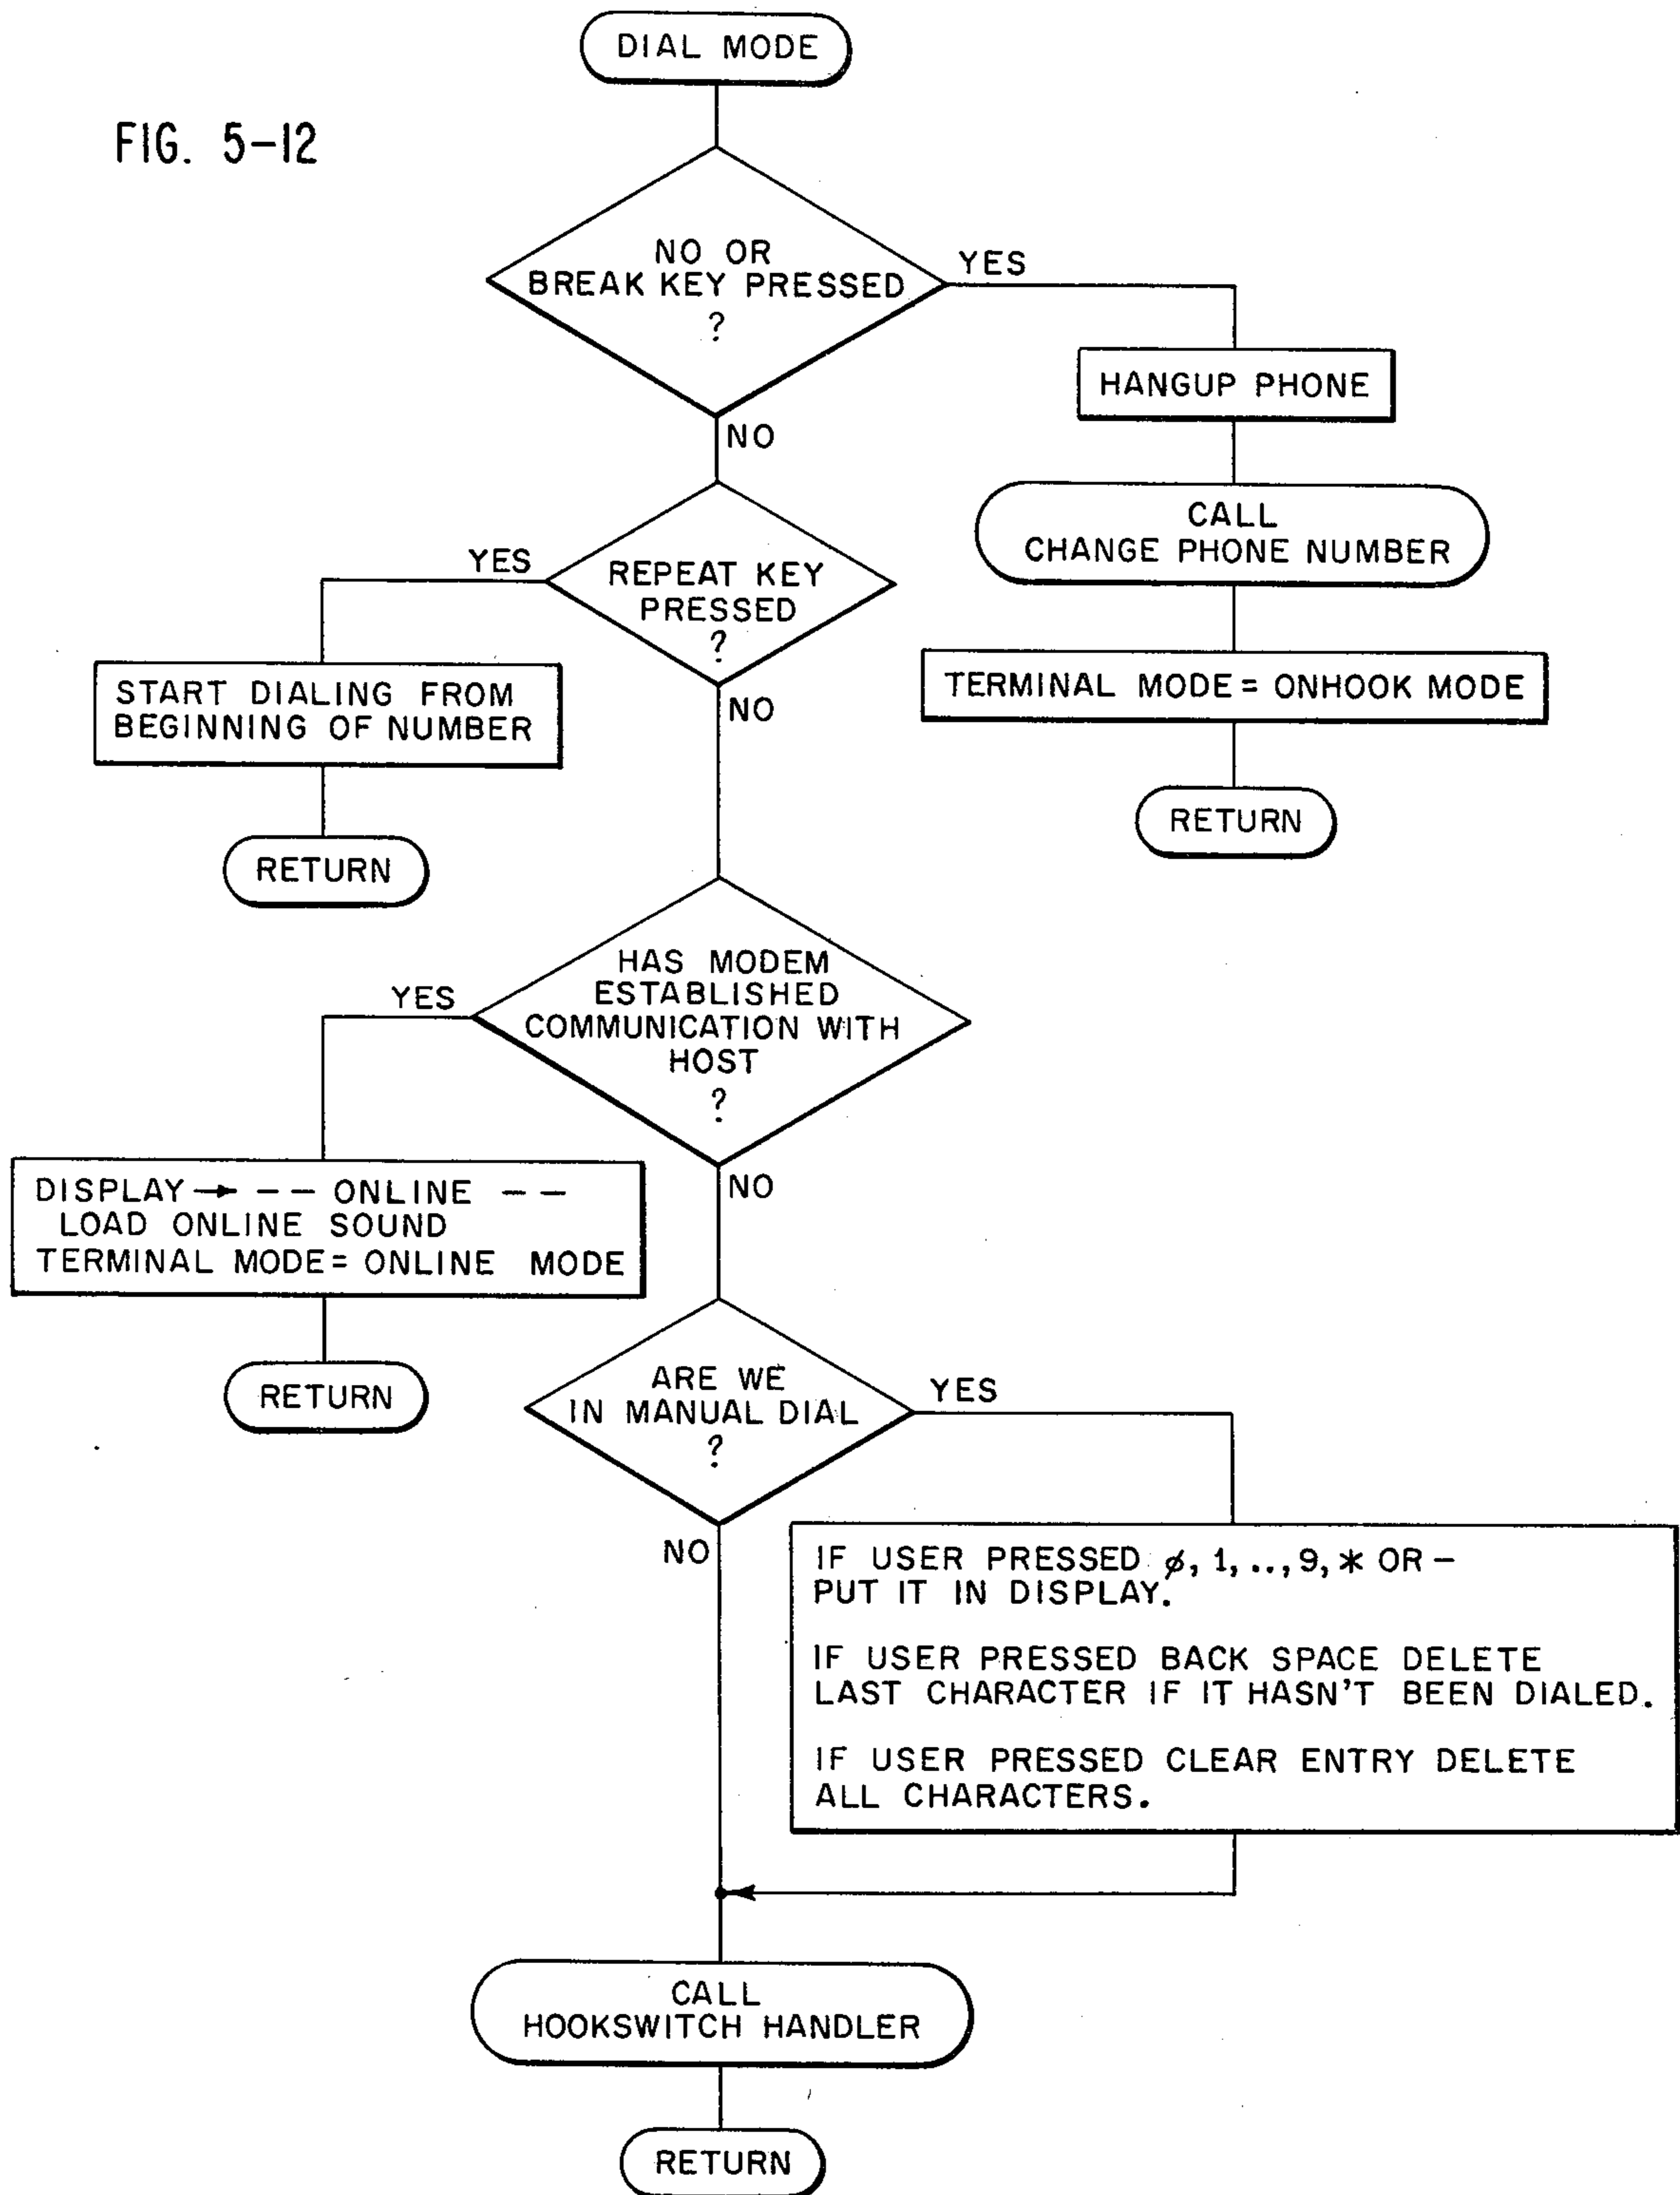 DIAL MODE
FIG. 5-12
NO OR
BREAK KEY PRESSED
?
YES
HANGUP PHONE
NO
CALL
CHANGE PHONE NUMBER
YES
REPEAT KEY
PRESSED
?
TERMINAL MODE = ONHOOK MODE
START DIALING FROM
BEGINNING OF NUMBER
NO
RETURN
RETURN
HAS MODEM
ESTABLISHED
COMMUNICATION WITH
HOST
?
YES
DISPLAY → -- ONLINE --
LOAD ONLINE SOUND
TERMINAL MODE = ONLINE MODE
NO
RETURN
ARE WE
IN MANUAL DIAL
?
YES
NO
IF USER PRESSED ø, 1, .., 9, * OR -
PUT IT IN DISPLAY.
IF USER PRESSED BACK SPACE DELETE
LAST CHARACTER IF IT HASN'T BEEN DIALED.
IF USER PRESSED CLEAR ENTRY DELETE
ALL CHARACTERS.
CALL
HOOKSWITCH HANDLER
RETURN